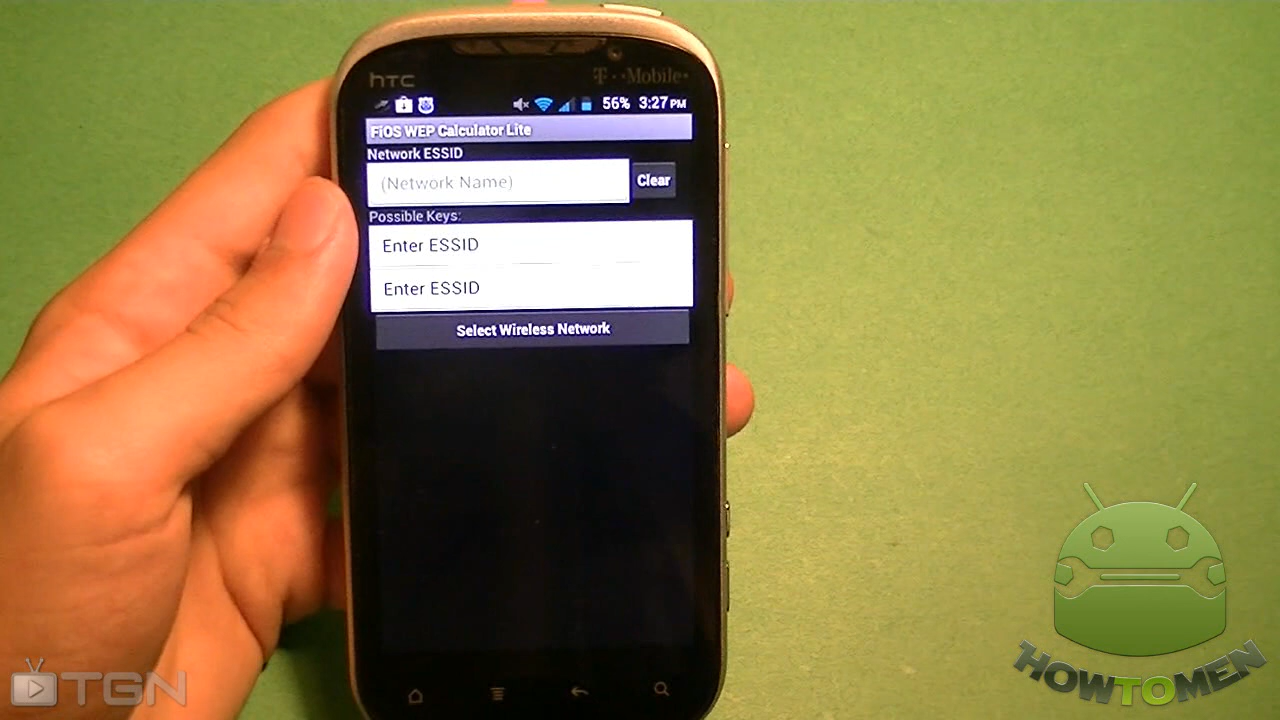 hTC
T··Mobile·
56% 3:27 PM
FiOS WEP Calculator Lite
Network ESSID
(Network Name)
Clear
Possible Keys:
Enter ESSID
Enter ESSID
Select Wireless Network
TGN
HOWTOMEN